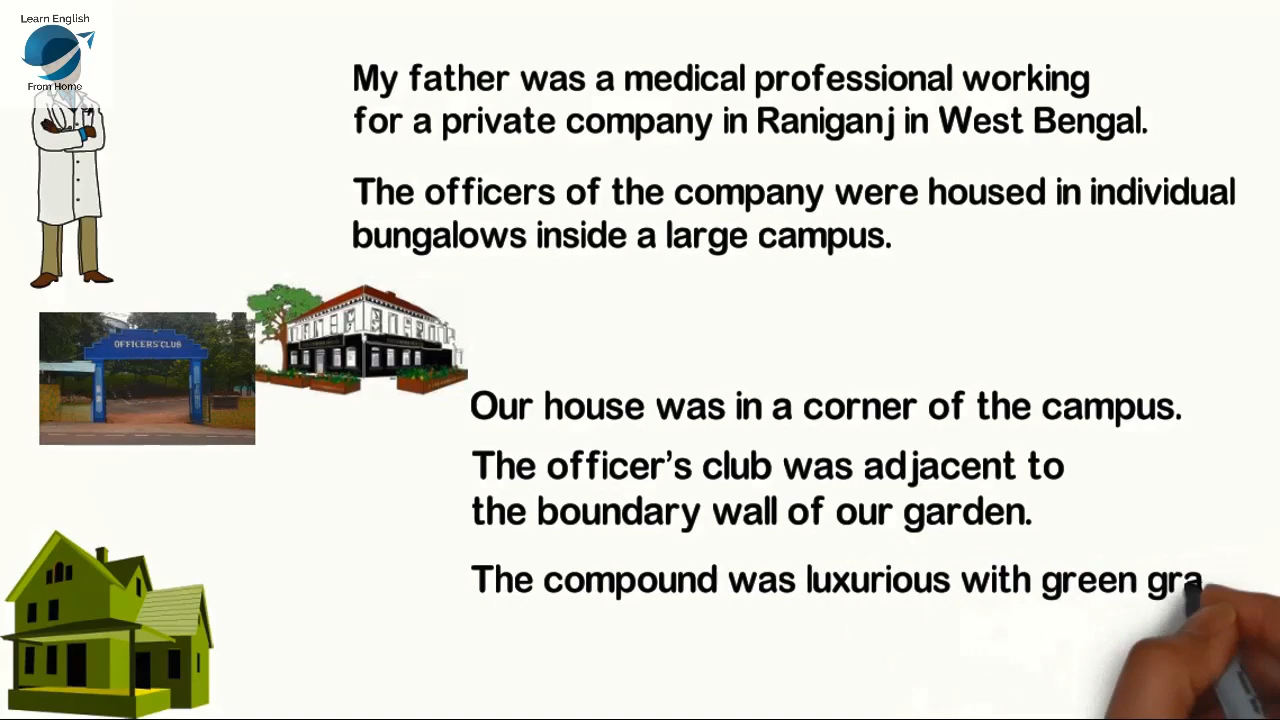 Learn English
From Home
My father was a medical professional working
for a private company in Raniganj in West Bengal.
The officers of the company were housed in individual
bungalows inside a large campus.
OFFICERS'CLUB
Our house was in a corner of the campus.
The officer’s club was adjacent to
the boundary wall of our garden.
The compound was luxurious with green gra